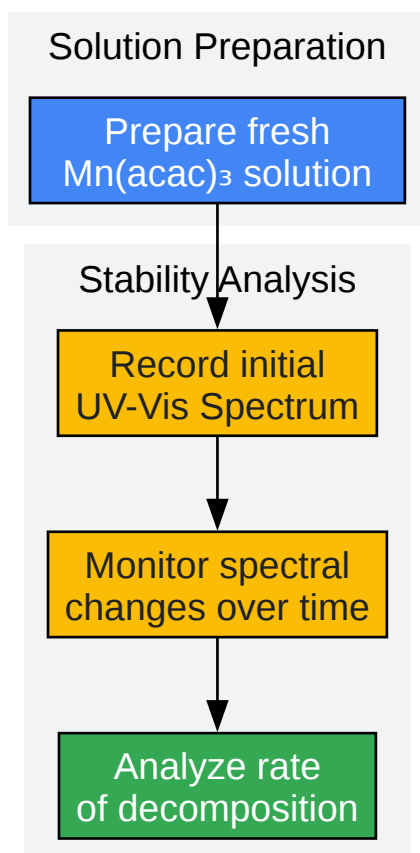 Solution Preparation
Prepare fresh
Mn(acac)₃ solution
Stability Analysis
Record initial
UV-Vis Spectrum
Monitor spectral
changes over time
Analyze rate
of decomposition